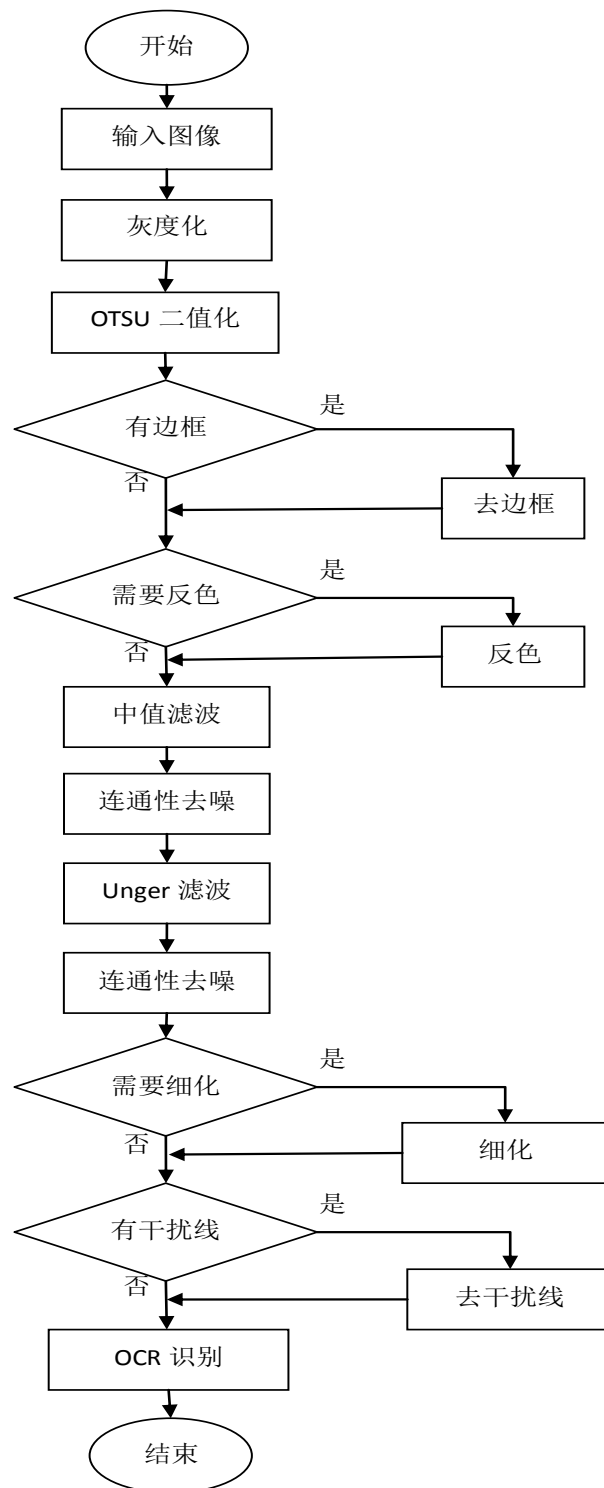 开始
输入图像
灰度化
OTSU 二值化
有边框
是
否
去边框
需要反色
是
否
反色
中值滤波
连通性去噪
Unger 滤波
连通性去噪
需要细化
是
否
细化
有干扰线
是
否
去干扰线
OCR 识别
结束